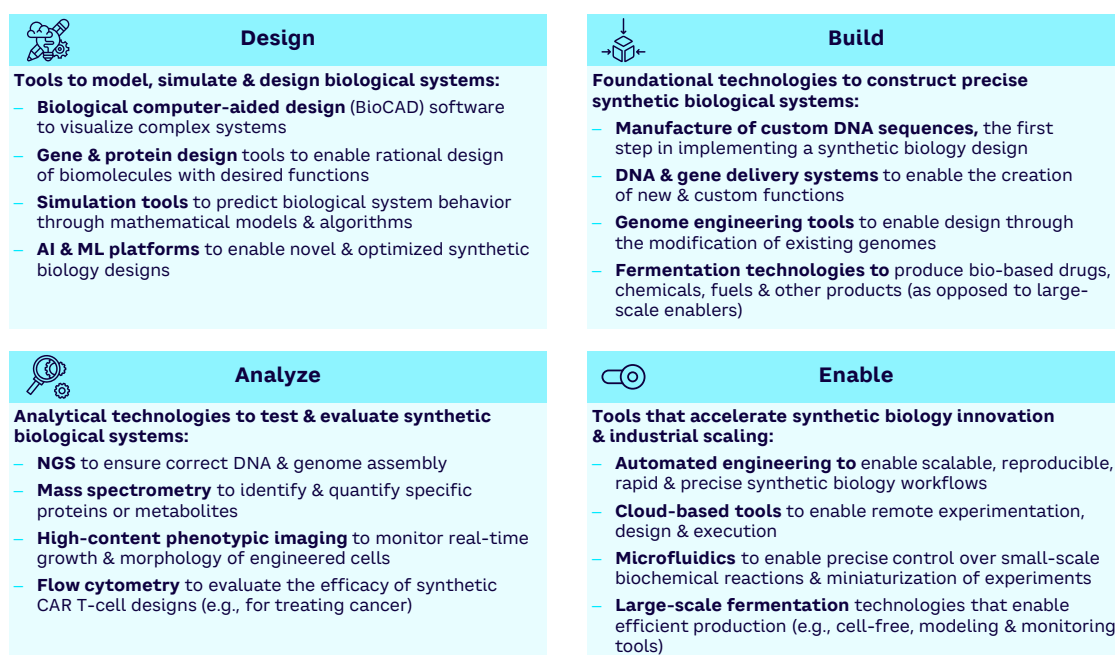 Design
Tools to model, simulate & design biological systems:
– Biological computer-aided design (BioCAD) software
to visualize complex systems
– Gene & protein design tools to enable rational design
of biomolecules with desired functions
– Simulation tools to predict biological system behavior
through mathematical models & algorithms
– AI & ML platforms to enable novel & optimized synthetic
biology designs
Build
Foundational technologies to construct precise
synthetic biological systems:
– Manufacture of custom DNA sequences, the first
step in implementing a synthetic biology design
– DNA & gene delivery systems to enable the creation
of new & custom functions
– Genome engineering tools to enable design through
the modification of existing genomes
– Fermentation technologies to produce bio-based drugs,
chemicals, fuels & other products (as opposed to large-
scale enablers)
Analyze
Analytical technologies to test & evaluate synthetic
biological systems:
– NGS to ensure correct DNA & genome assembly
– Mass spectrometry to identify & quantify specific
proteins or metabolites
– High-content phenotypic imaging to monitor real-time
growth & morphology of engineered cells
– Flow cytometry to evaluate the efficacy of synthetic
CAR T-cell designs (e.g., for treating cancer)
Enable
Tools that accelerate synthetic biology innovation
& industrial scaling:
– Automated engineering to enable scalable, reproducible,
rapid & precise synthetic biology workflows
– Cloud-based tools to enable remote experimentation,
design & execution
– Microfluidics to enable precise control over small-scale
biochemical reactions & miniaturization of experiments
– Large-scale fermentation technologies that enable
efficient production (e.g., cell-free, modeling & monitoring
tools)